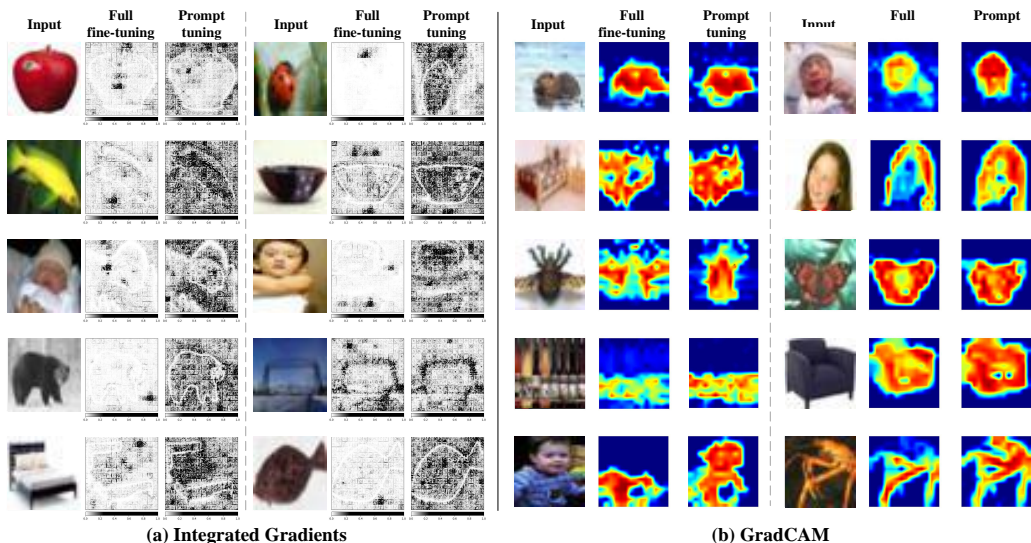 Input
Full
fine-tuning
Prompt
tuning
Input
Full
fine-tuning
Prompt
tuning
Input
Full
fine-tuning
Prompt
tuning
Input
Full
Prompt
(a) Integrated Gradients
(b) GradCAM